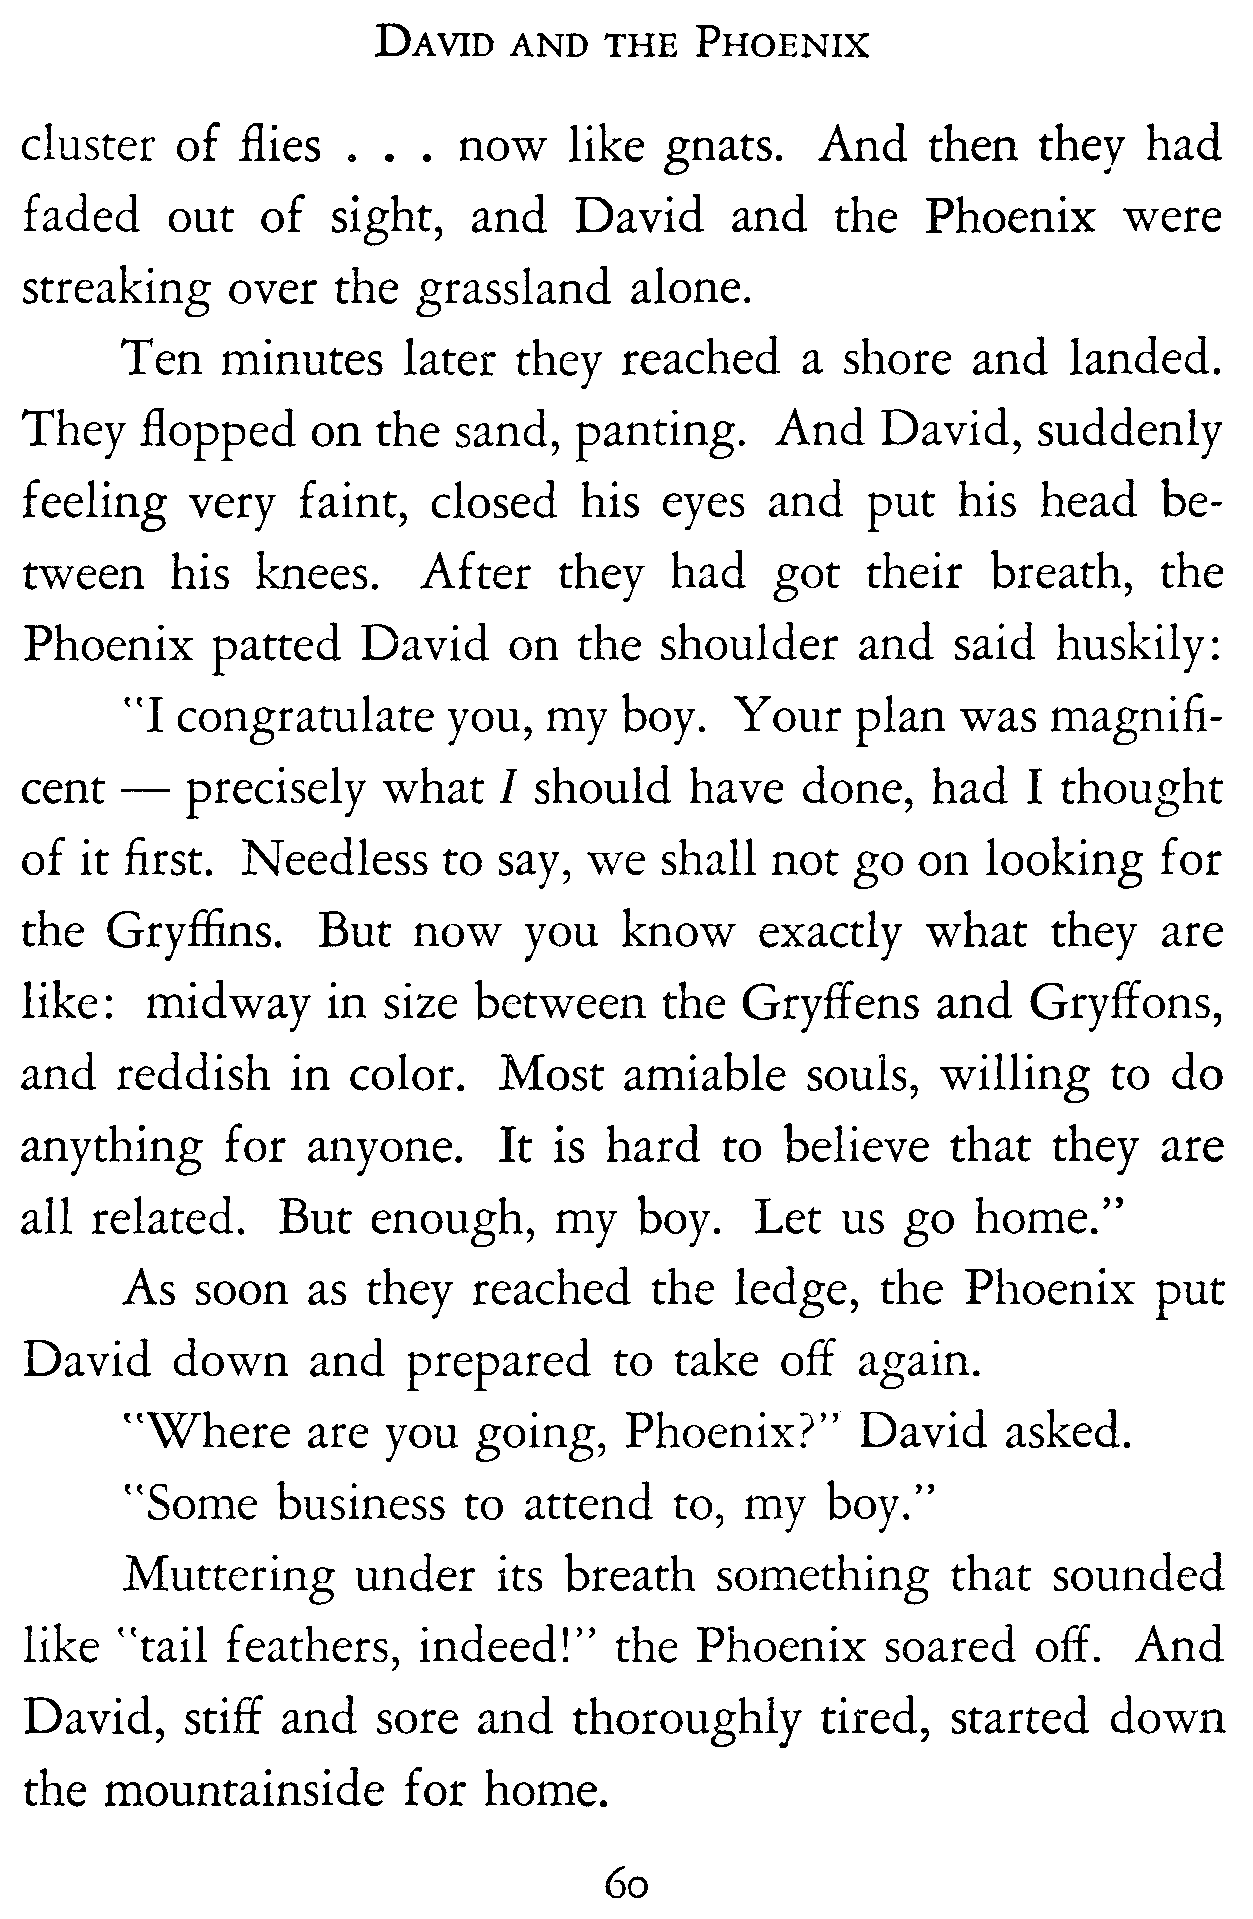 David and the Phoenix
cluster of flies . . . now like gnats. And then they had
faded out of sight, and David and the Phoenix were
streaking over the grassland alone.
Ten minutes later they reached a shore and landed.
They flopped on the sand, panting. And David, suddenly
feeling very faint, closed his eyes and put his head be-
tween his knees. After they had got their breath, the
Phoenix patted David on the shoulder and said huskily:
"I congratulate you, my boy. Your plan was magnifi-
cent — precisely what I should have done, had I thought
of it first. Needless to say, we shall not go on looking for
the Gryffins. But now you know exactly what they are
like: midway in size between the Gryffens and Gryffons,
and reddish in color. Most amiable souls, willing to do
anything for anyone. It is hard to believe that they are
all related. But enough, my boy. Let us go home."
As soon as they reached the ledge, the Phoenix put
David down and prepared to take off again.
"Where are you going, Phoenix?" David asked.
"Some business to attend to, my boy."
Muttering under its breath something that sounded
like "tail feathers, indeed!" the Phoenix soared off. And
David, stiff and sore and thoroughly tired, started down
the mountainside for home.
60